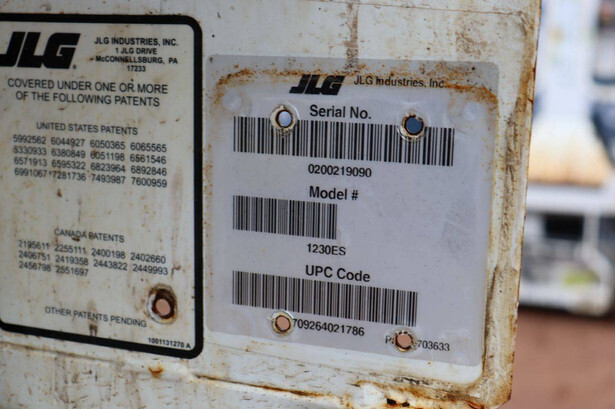 JLG
JLG INDUSTRIES, INC.
1 JLG DRIVE
McCONNELLSBURG, PA
17233
COVERED UNDER ONE OR MORE
OF THE FOLLOWING PATENTS
UNITED STATES PATENTS
5992562 6044927 6050365 6065565
6330933 6380849 6051198 6561546
6571913 6595322 6823964 6892846
6991067 7281736 7493987 7600959
CANADA PATENTS
2195611 2255111 2400198 2402660
2406751 2419358 2443822 2449993
2456798 2551697
OTHER PATENTS PENDING
1001131270 A
JLG JLG Industries, Inc.
Serial No.
0200219090
Model #
1230ES
UPC Code
709264021786
703633